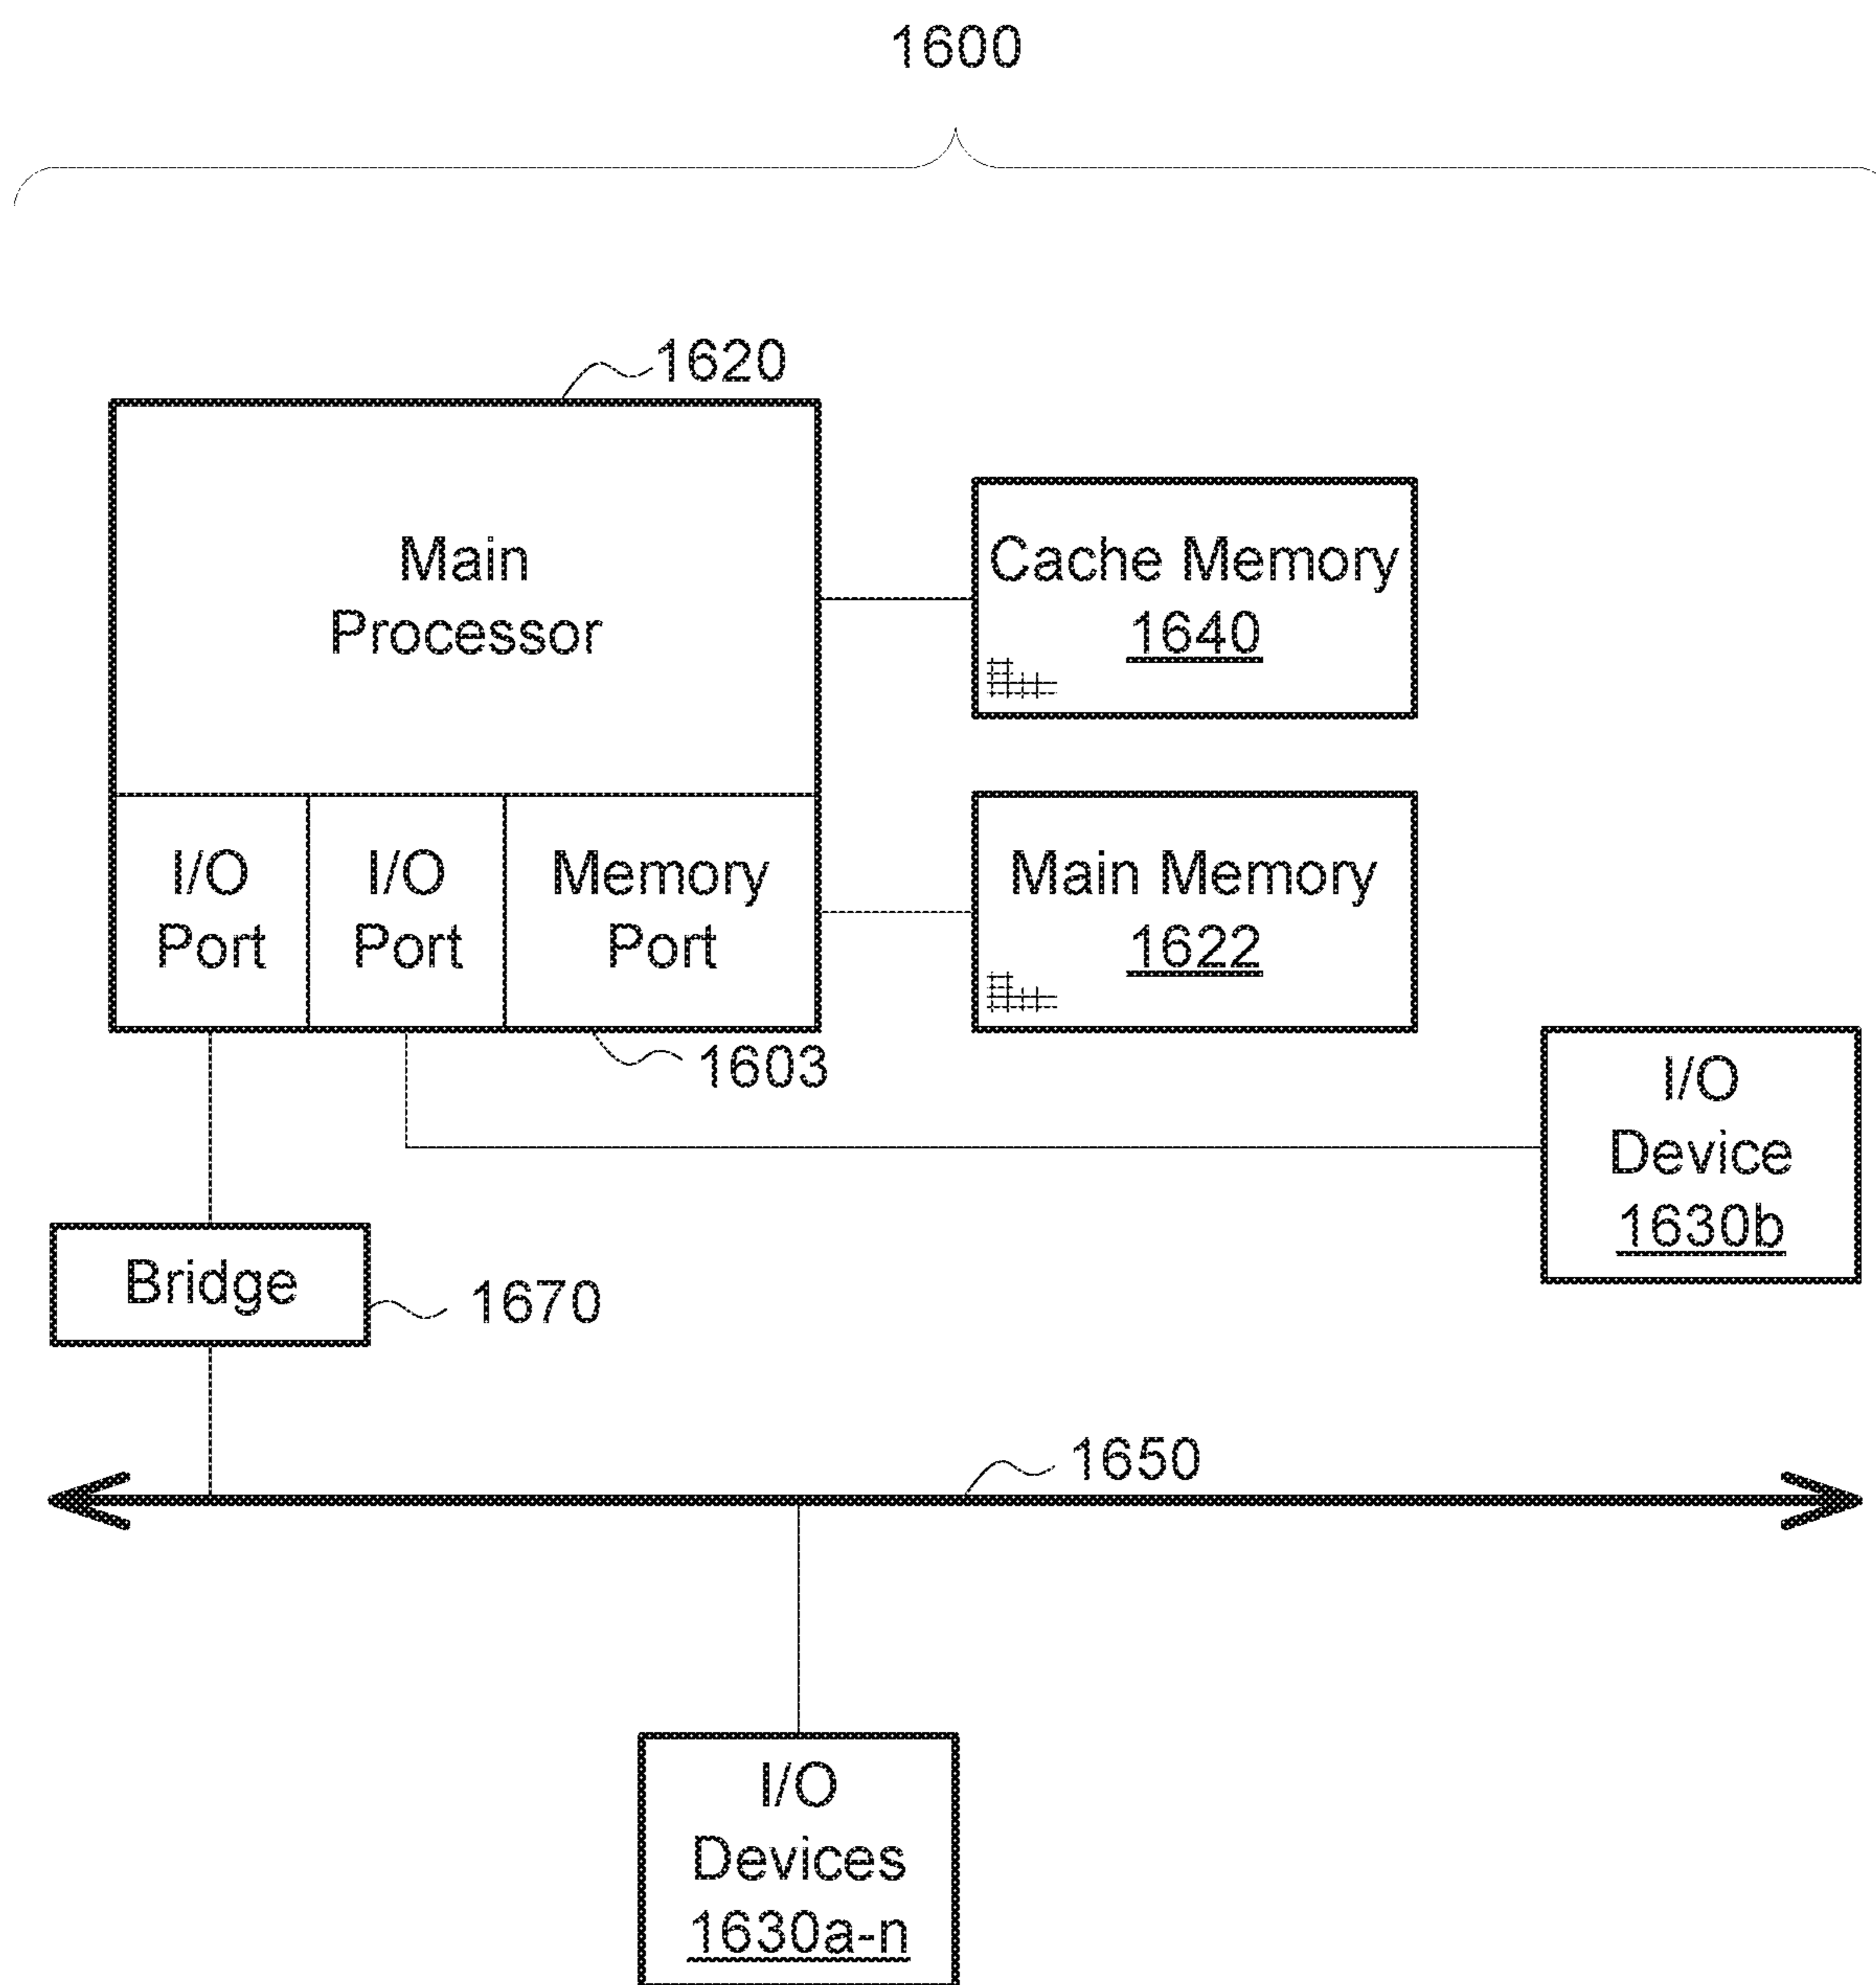 1600
1620
Main
Processor
Cache Memory
1640
I/O
Port
I/O
Port
Memory
Port
Main Memory
1622
1603
I/O
Device
1630b
Bridge
1670
1650
I/O
Devices
1630a-n